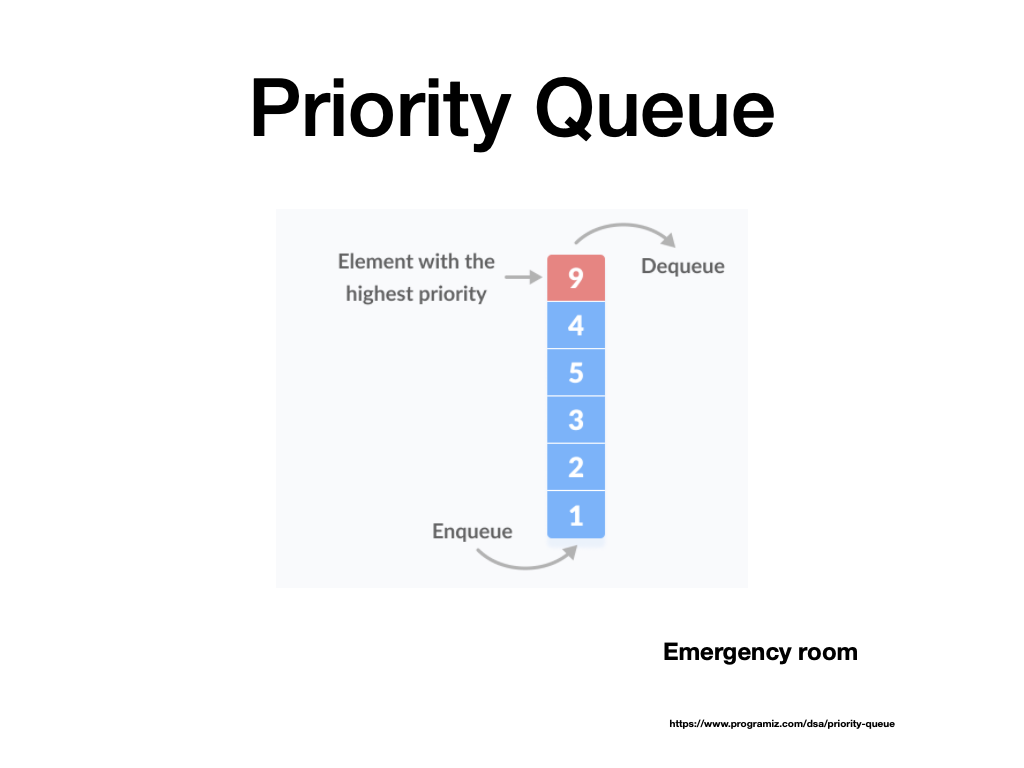 Priority Queue
Element with the
highest priority
Dequeue
9
4
5
3
2
1
Enqueue
Emergency room
https://www.programiz.com/dsa/priority-queue